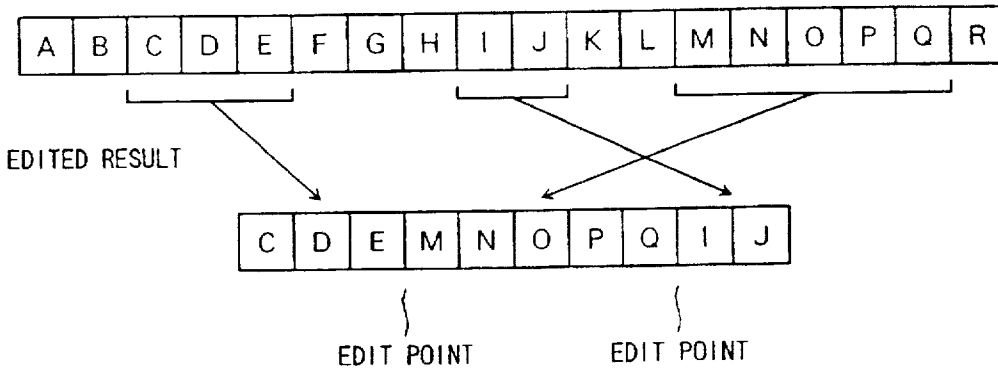 A B C D E F G H I J K L M N O P Q R
EDITED RESULT
C D E M N O P Q I J
EDIT POINT EDIT POINT